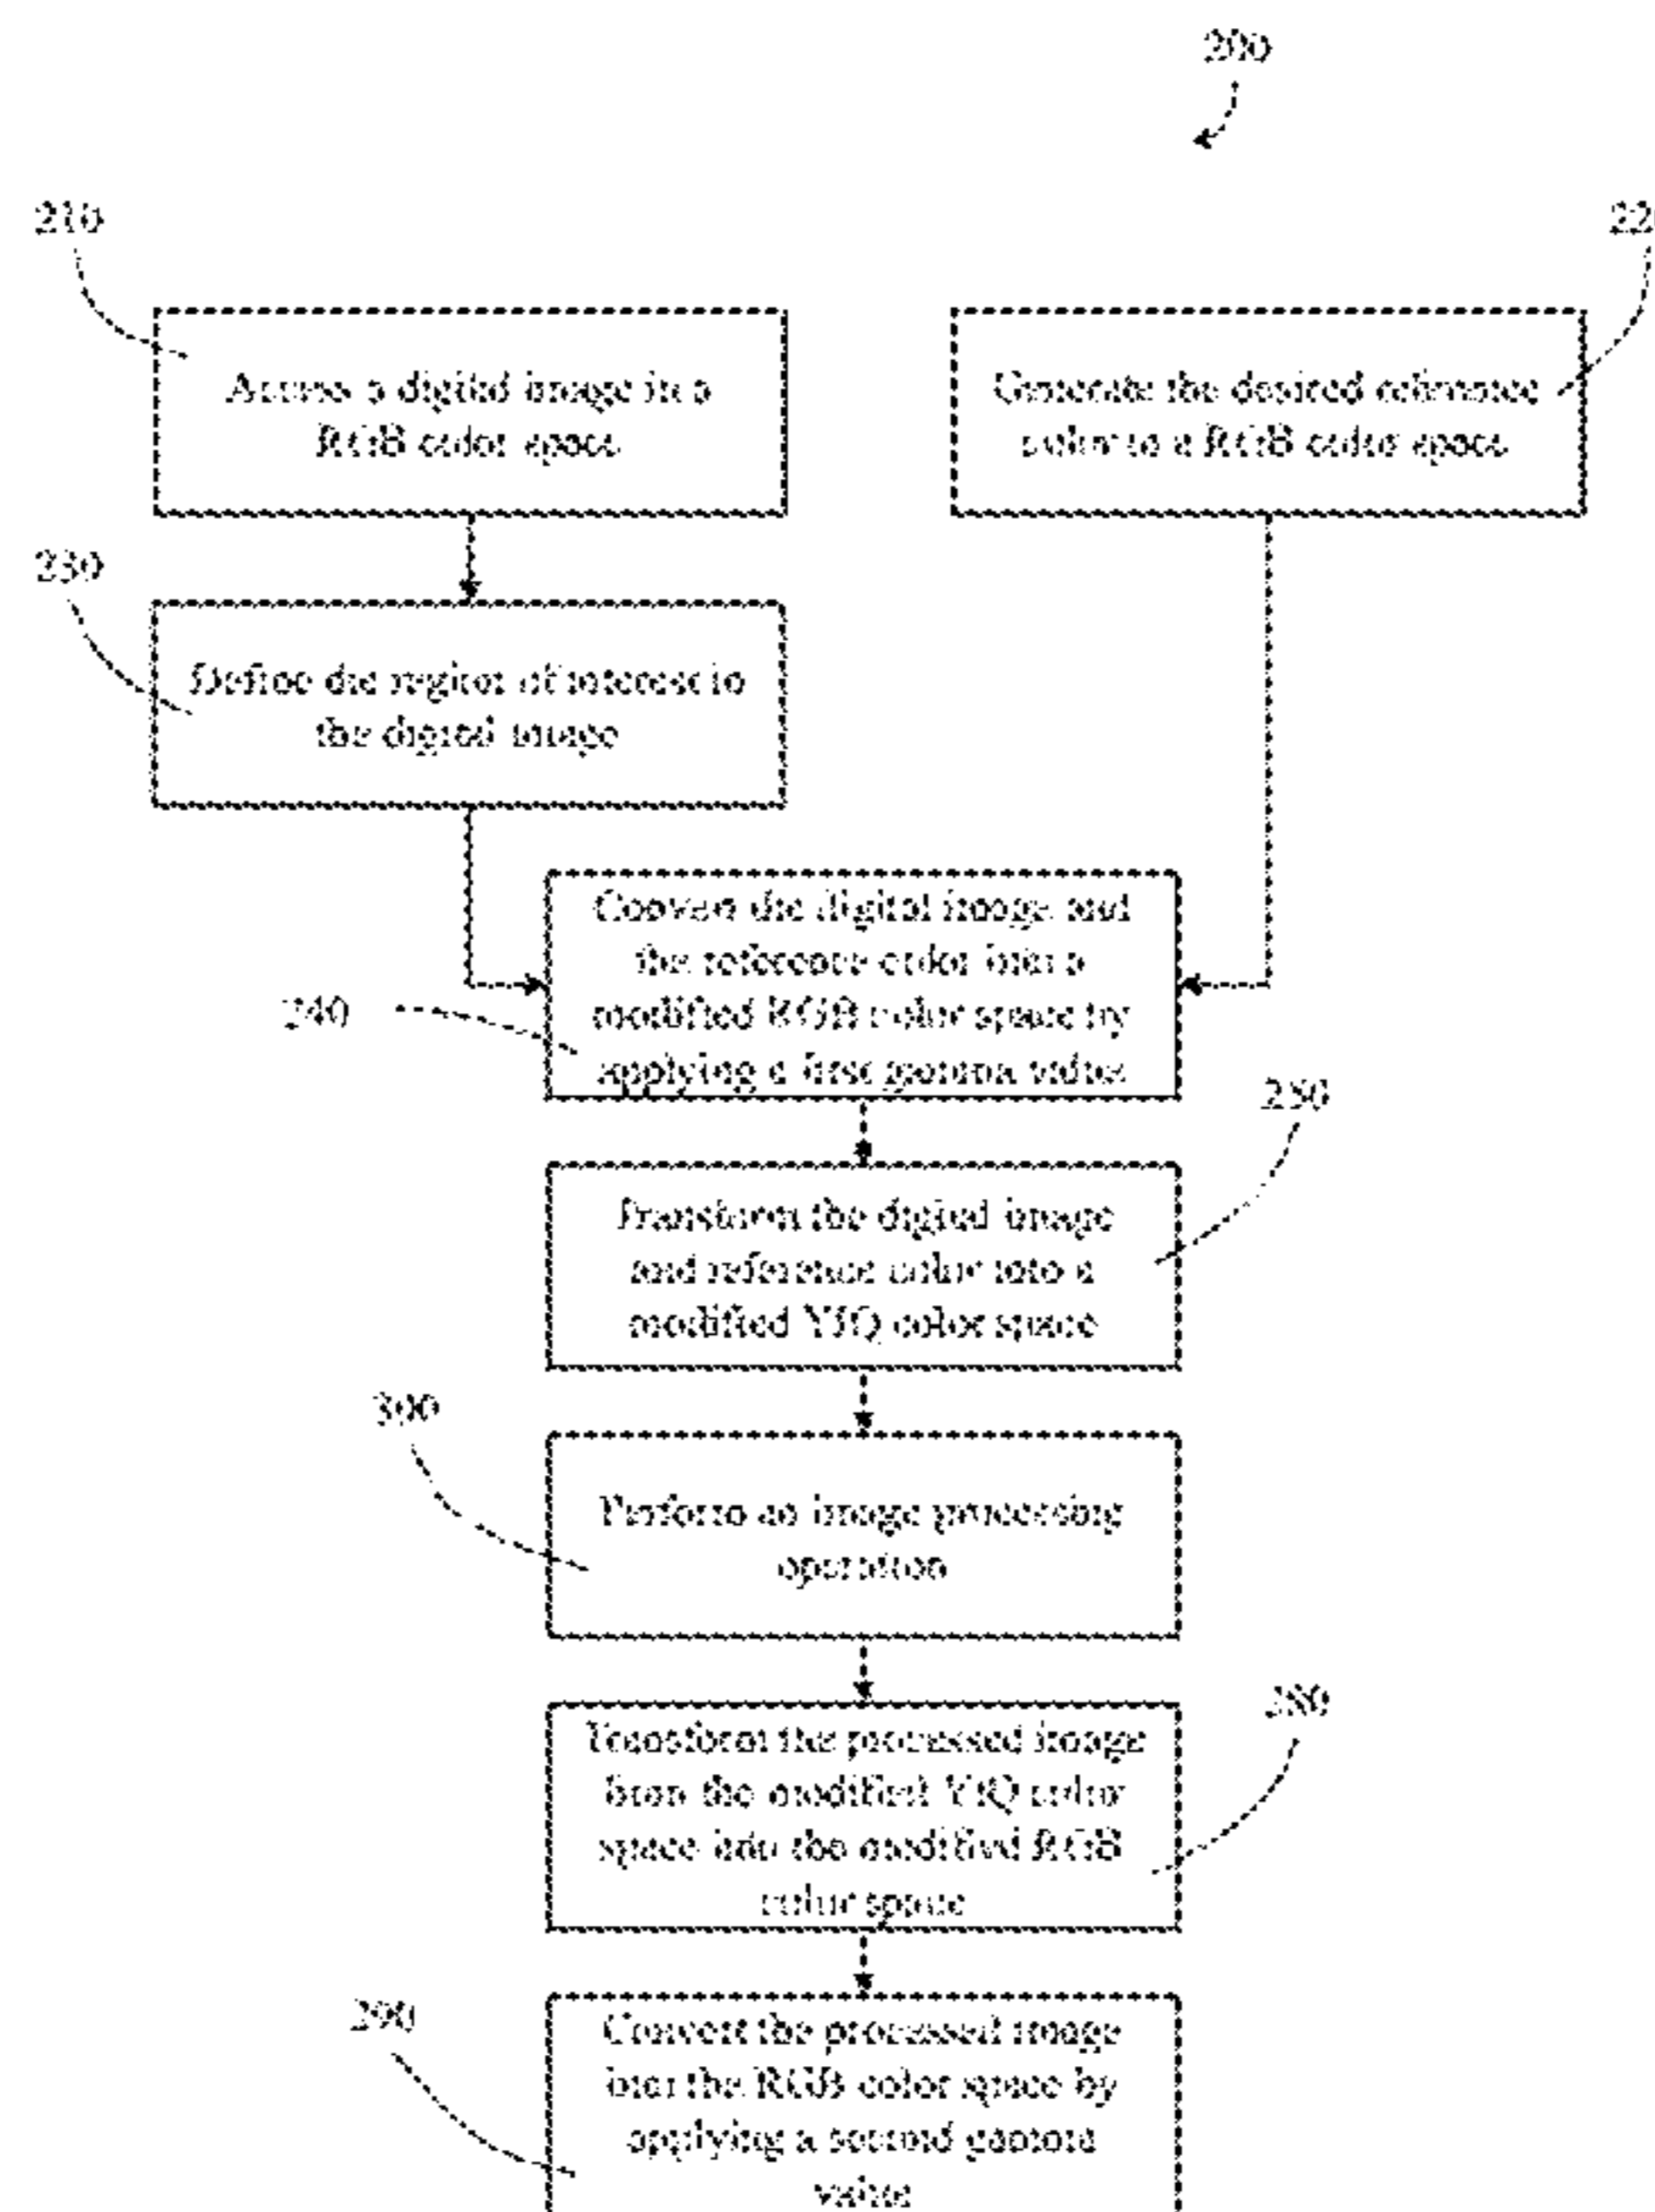 200
210
Access a digital image in a
RGB color space
Generate the desired reference
color in a RGB color space
230
Define the region of interest in
the digital image
Convert the digital image and
the reference color into a
modified RGB color space by
applying a first gamma value
240
250
Transform the digital image
and reference color into a
modified YIQ color space
300
Perform an image processing
operation
280
Transform the processed image
from the modified YIQ color
space into the modified RGB
color space
290
Convert the processed image
into the RGB color space by
applying a second gamma
value